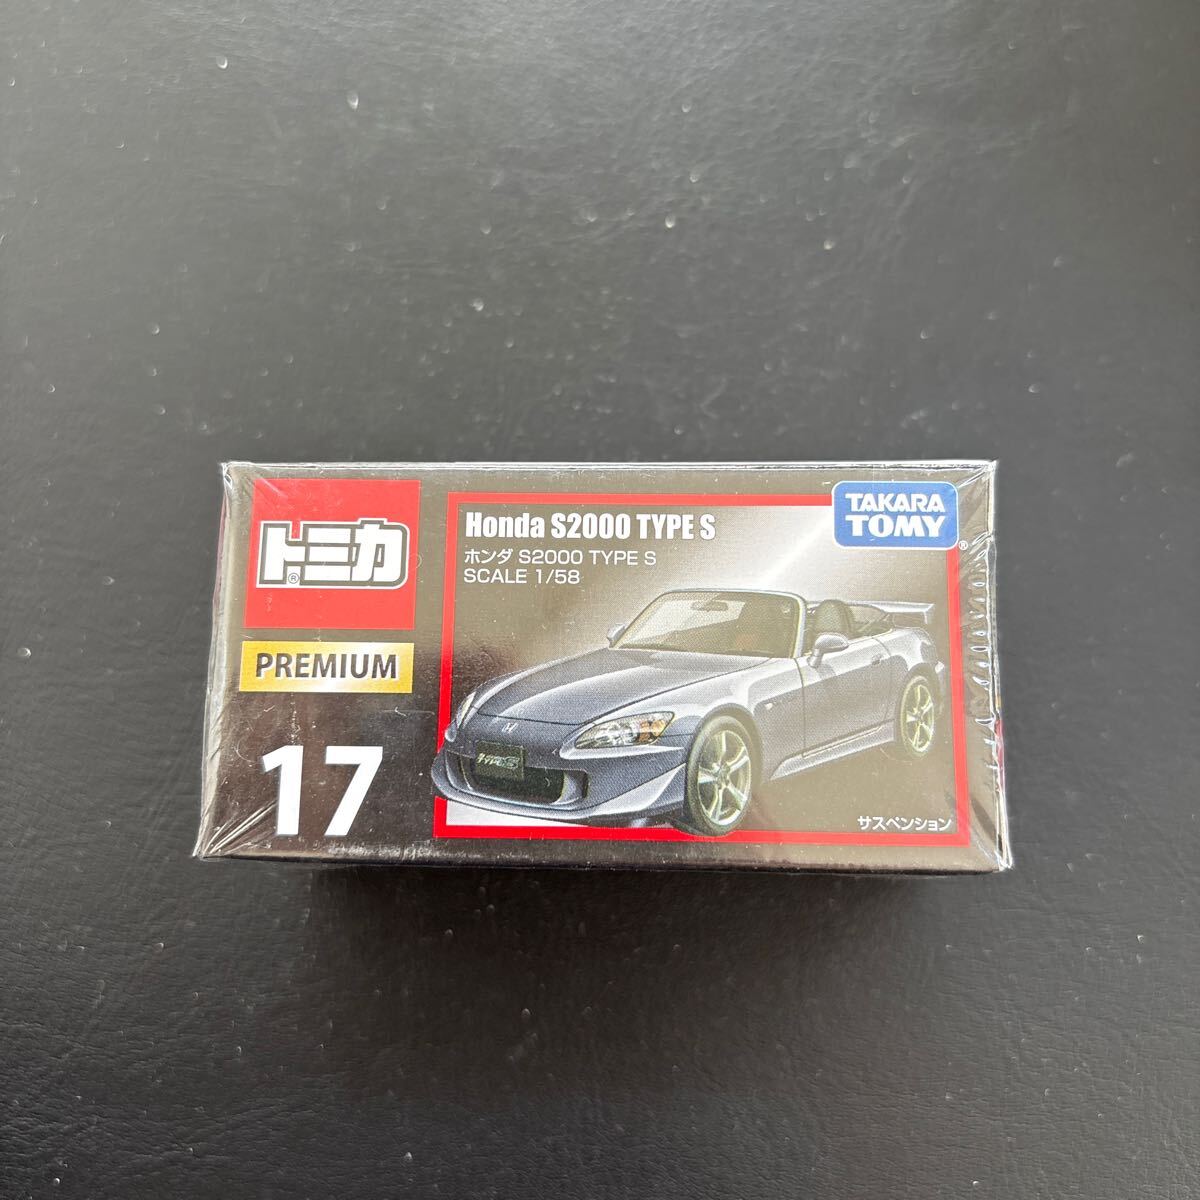 トミカ®
PREMIUM
17
Honda S2000 TYPE S
ホンダ S2000 TYPE S
SCALE 1/58
TAKARA
TOMY®
サスペンション